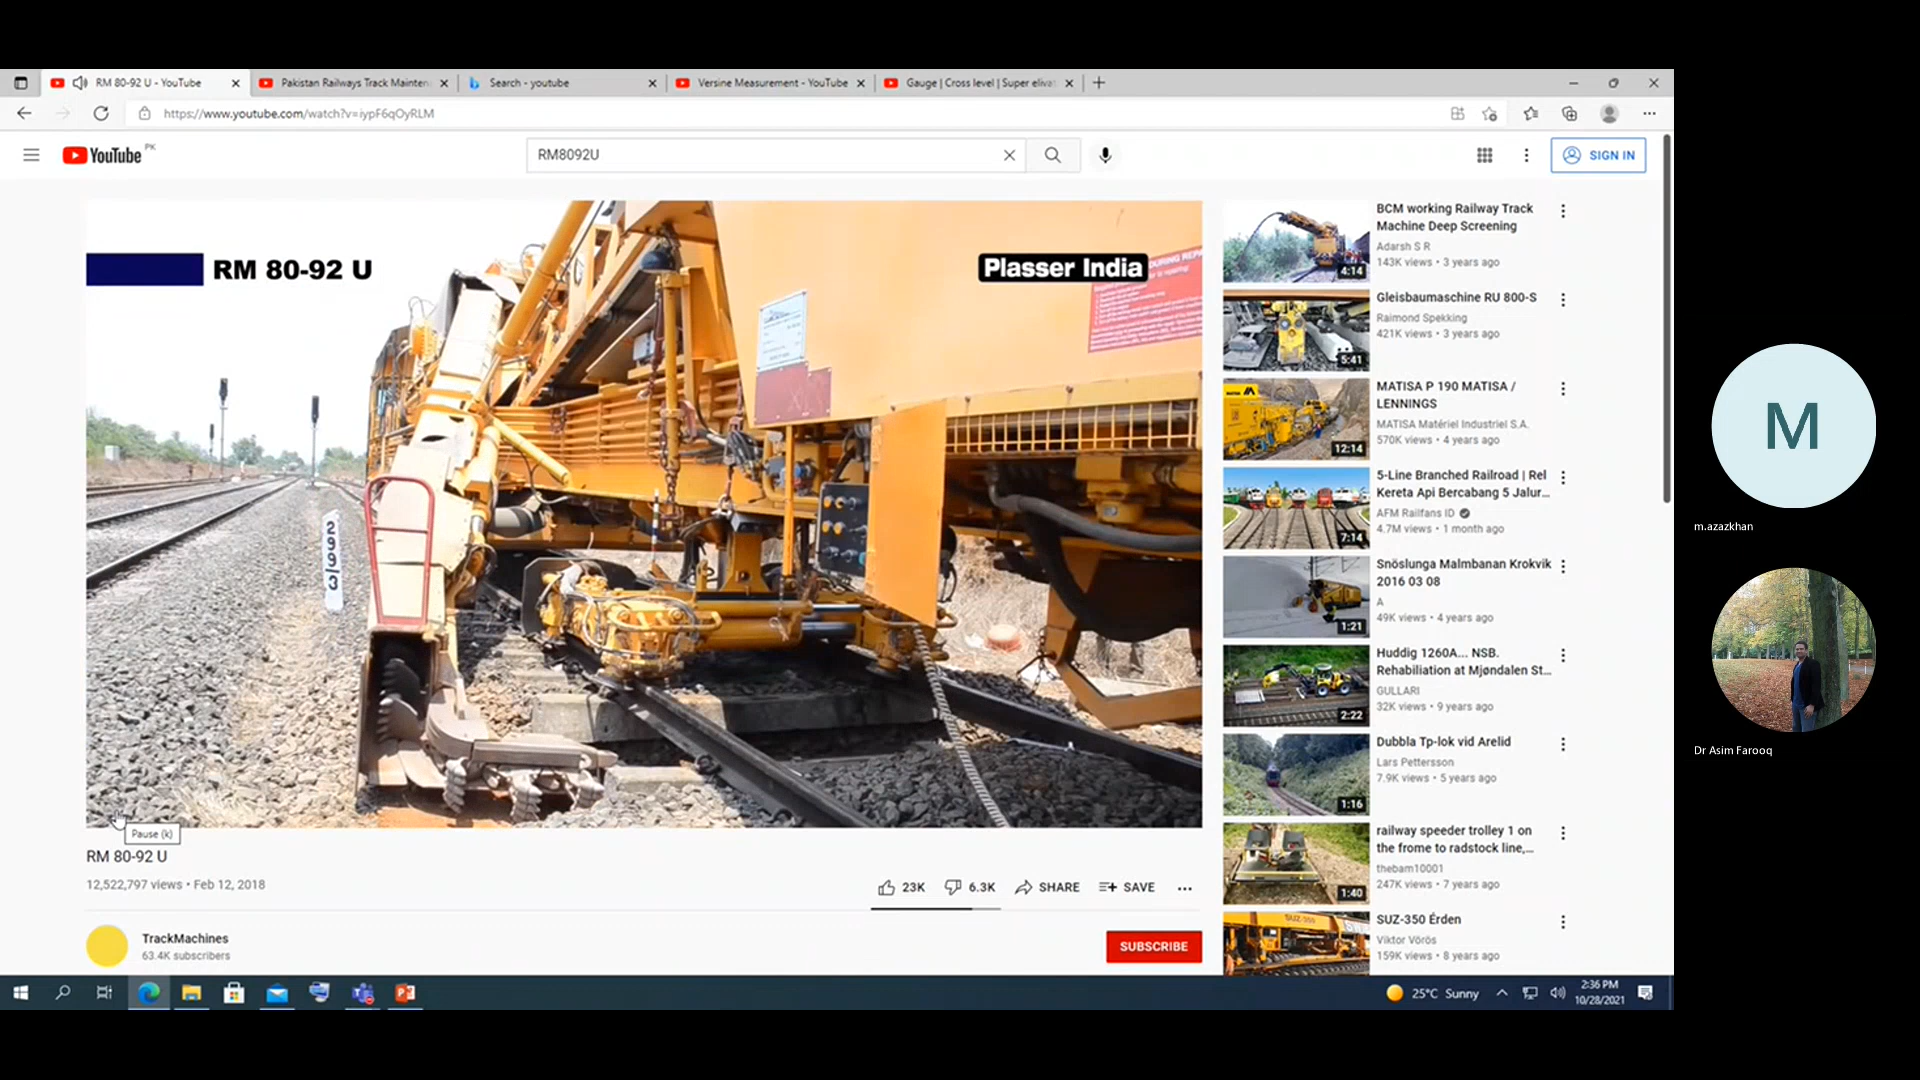 RM 80-92 U - YouTube
Pakistan Railways Track Mainten
Search - youtube
Versine Measurement - YouTube
Gauge | Cross level | Super eliva
https://www.youtube.com/watch?v=iypF6qOyRLM
YouTube PK
RM8092U
SIGN IN
RM 80-92 U
Plasser India
DURING REPA
2
9
9/3
Pause (k)
RM 80-92 U
12,522,797 views • Feb 12, 2018
23K
6.3K
SHARE
SAVE
TrackMachines
63.4K subscribers
SUBSCRIBE
BCM working Railway Track
Machine Deep Screening
Adarsh S R
143K views • 3 years ago
4:14
Gleisbaumaschine RU 800-S
Raimond Spekking
421K views • 3 years ago
5:41
MATISA P 190 MATISA /
LENNINGS
MATISA Matériel Industriel S.A.
570K views • 4 years ago
12:14
5-Line Branched Railroad | Rel
Kereta Api Bercabang 5 Jalur...
AFM Railfans ID
4.7M views • 1 month ago
7:14
Snöslunga Malmbanan Krokvik
2016 03 08
A
49K views • 4 years ago
1:21
Huddig 1260A... NSB.
Rehabiliation at Mjøndalen St...
GULLARI
32K views • 9 years ago
2:22
Dubbla Tp-lok vid Arelid
Lars Pettersson
7.9K views • 5 years ago
1:16
railway speeder trolley 1 on
the frome to radstock line,...
thebam10001
247K views • 7 years ago
1:40
SUZ-350 Érden
Viktor Vörös
159K views • 8 years ago
SUZ-350
25°C Sunny
2:36 PM
10/28/2021
M
m.azazkhan
Dr Asim Farooq